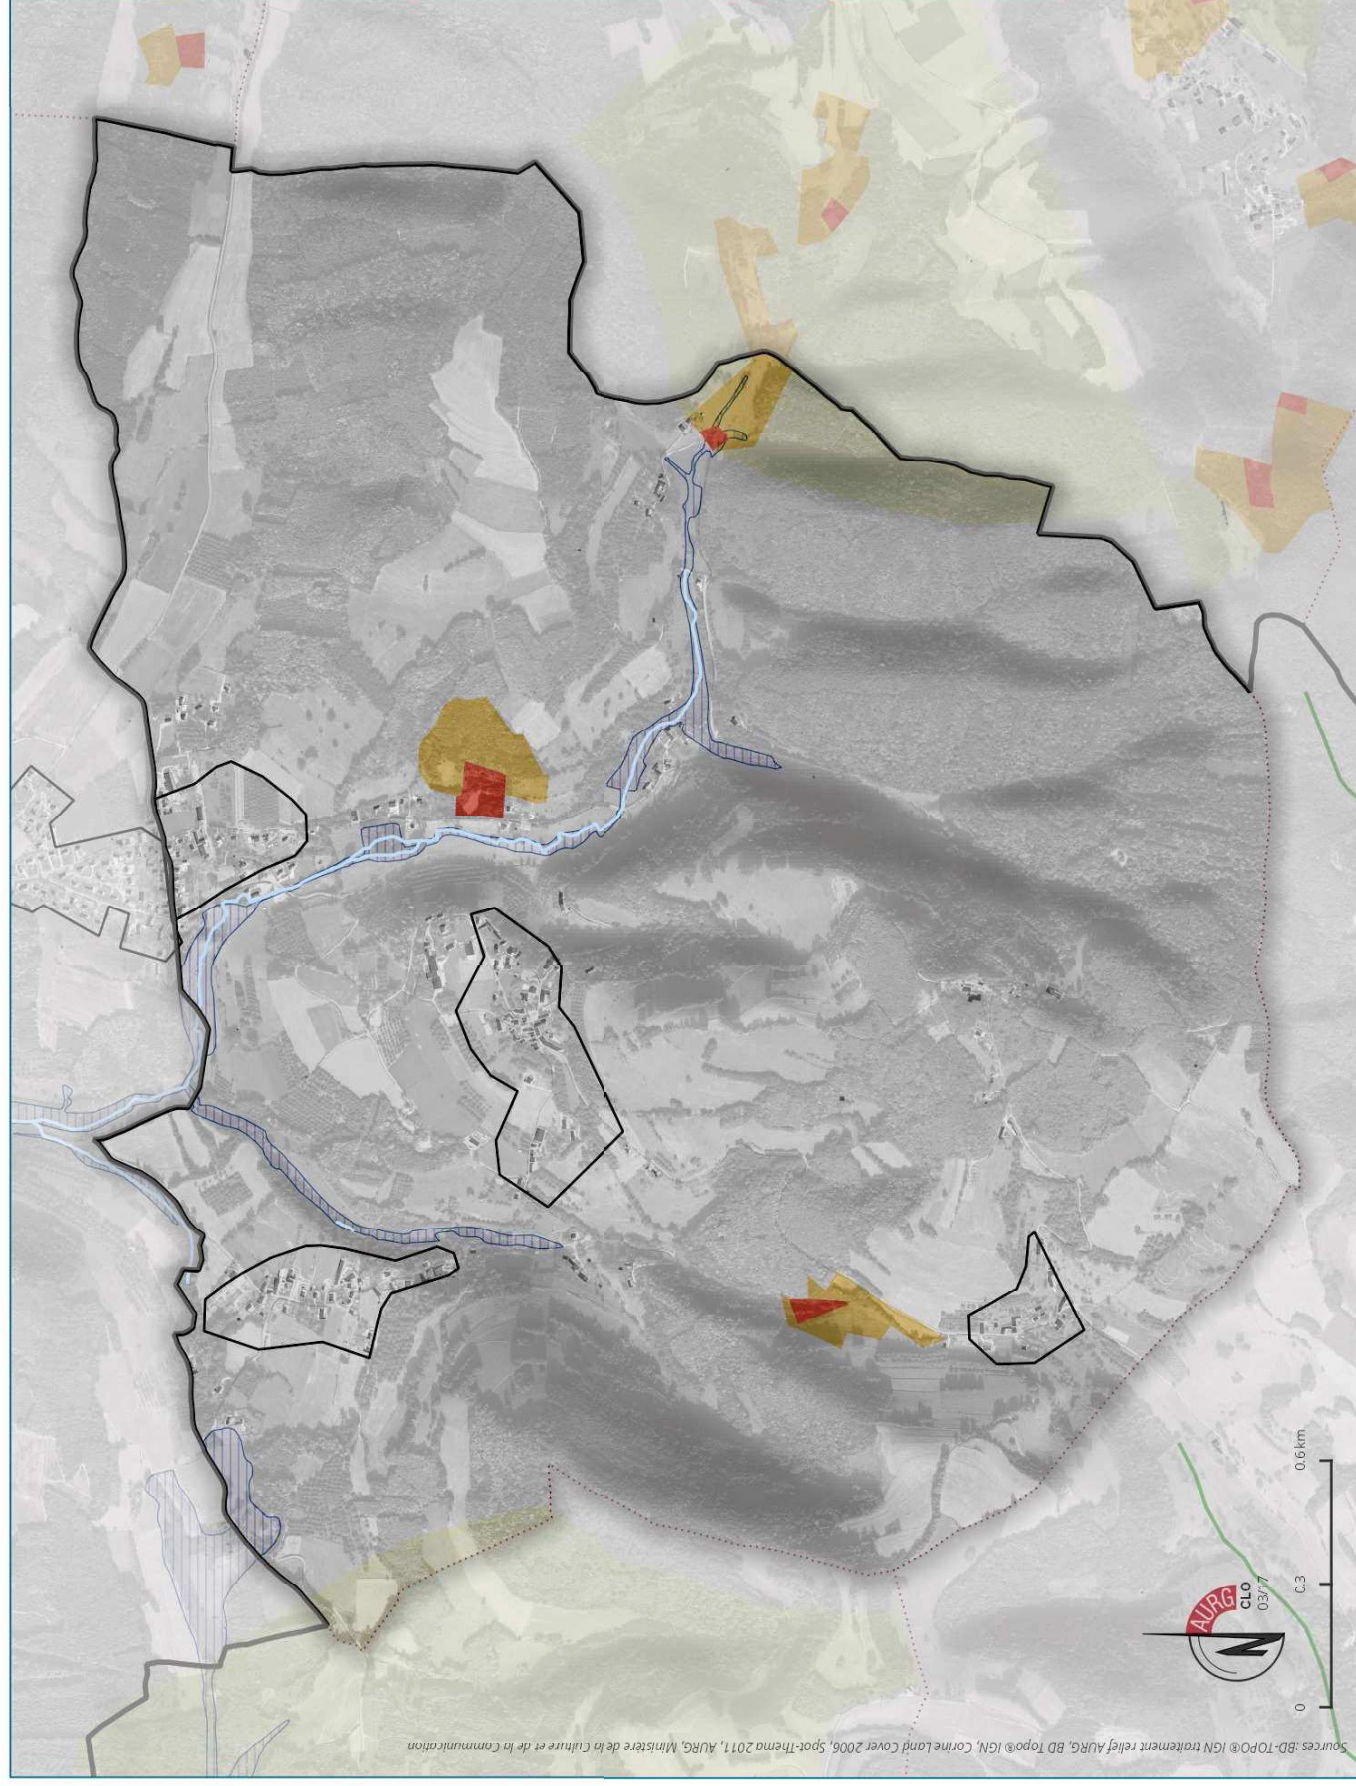 AURG
CLO
03/17
N
0
0.3
0.6 km
Sources :BD-TOPO® IGN traitement relief AURG, BD Topo® IGN, Corine Land Cover 2006, Spot-Thema 2011, AURG, Ministère de la Culture et de la Communication